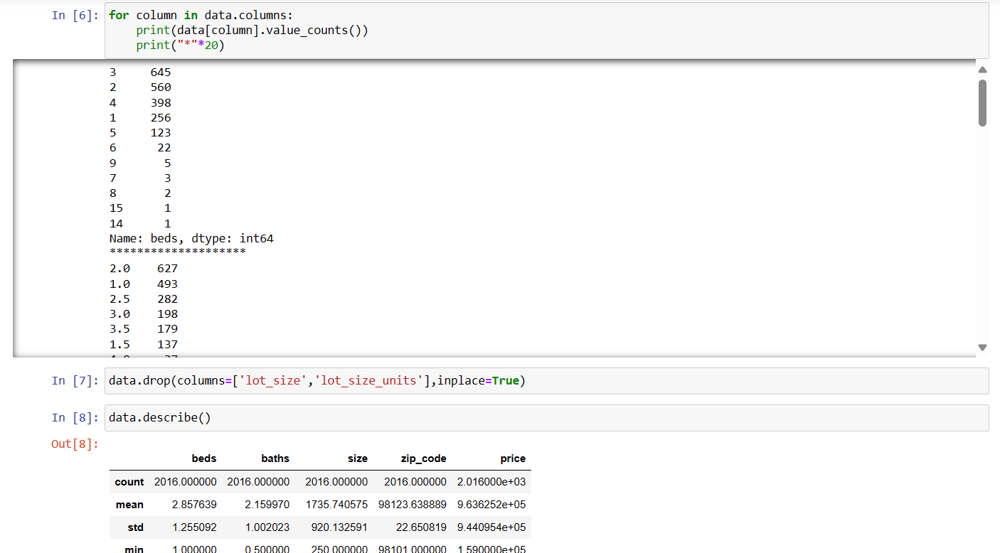 In [6]: for column in data.columns:
print(data[column].value_counts())
print("*"*20)
3 645
2 560
4 398
1 256
5 123
6 22
9 5
7 3
8 2
15 1
14 1
Name: beds, dtype: int64
********************
2.0 627
1.0 493
2.5 282
3.0 198
3.5 179
1.5 137
In [7]: data.drop(columns=['lot_size','lot_size_units'],inplace=True)
In [8]: data.describe()
Out[8]:
beds baths size zip_code price
count 2016.000000 2016.000000 2016.000000 2016.000000 2.016000e+03
mean 2.857639 2.159970 1735.740575 98123.638889 9.636252e+05
std 1.255092 1.002023 920.132591 22.650819 9.440954e+05
min 1.000000 0.500000 250.000000 98101.000000 1.590000e+05